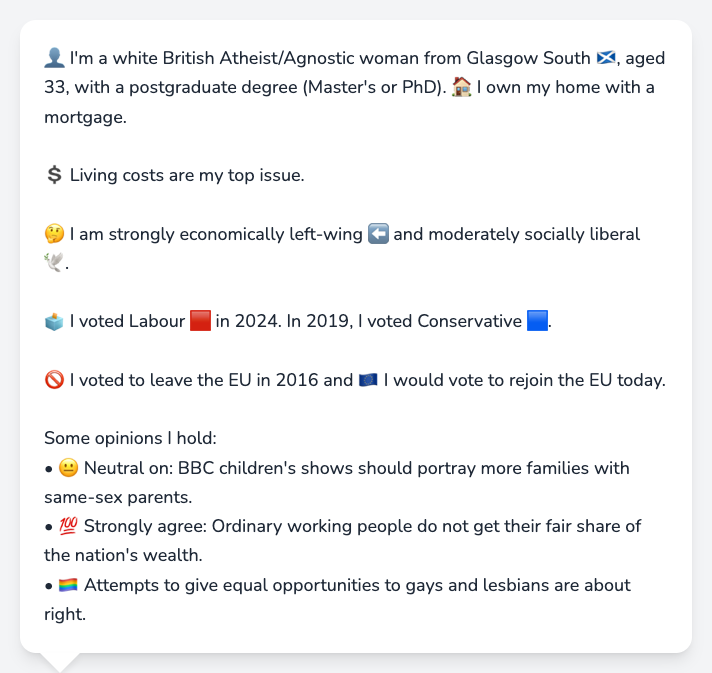 👤 I'm a white British Atheist/Agnostic woman from Glasgow South 🏴󠁧󠁢󠁳󠁣󠁴󠁿, aged
33, with a postgraduate degree (Master's or PhD). 🏠 I own my home with a
mortgage.
💲 Living costs are my top issue.
🤔 I am strongly economically left-wing ⬅️ and moderately socially liberal
🕊️.
🗳️ I voted Labour 🟥 in 2024. In 2019, I voted Conservative 🟦.
🚫 I voted to leave the EU in 2016 and 🇪🇺 I would vote to rejoin the EU today.
Some opinions I hold:
• 😐 Neutral on: BBC children's shows should portray more families with
same-sex parents.
• 💯 Strongly agree: Ordinary working people do not get their fair share of
the nation's wealth.
• 🏳️‍🌈 Attempts to give equal opportunities to gays and lesbians are about
right.